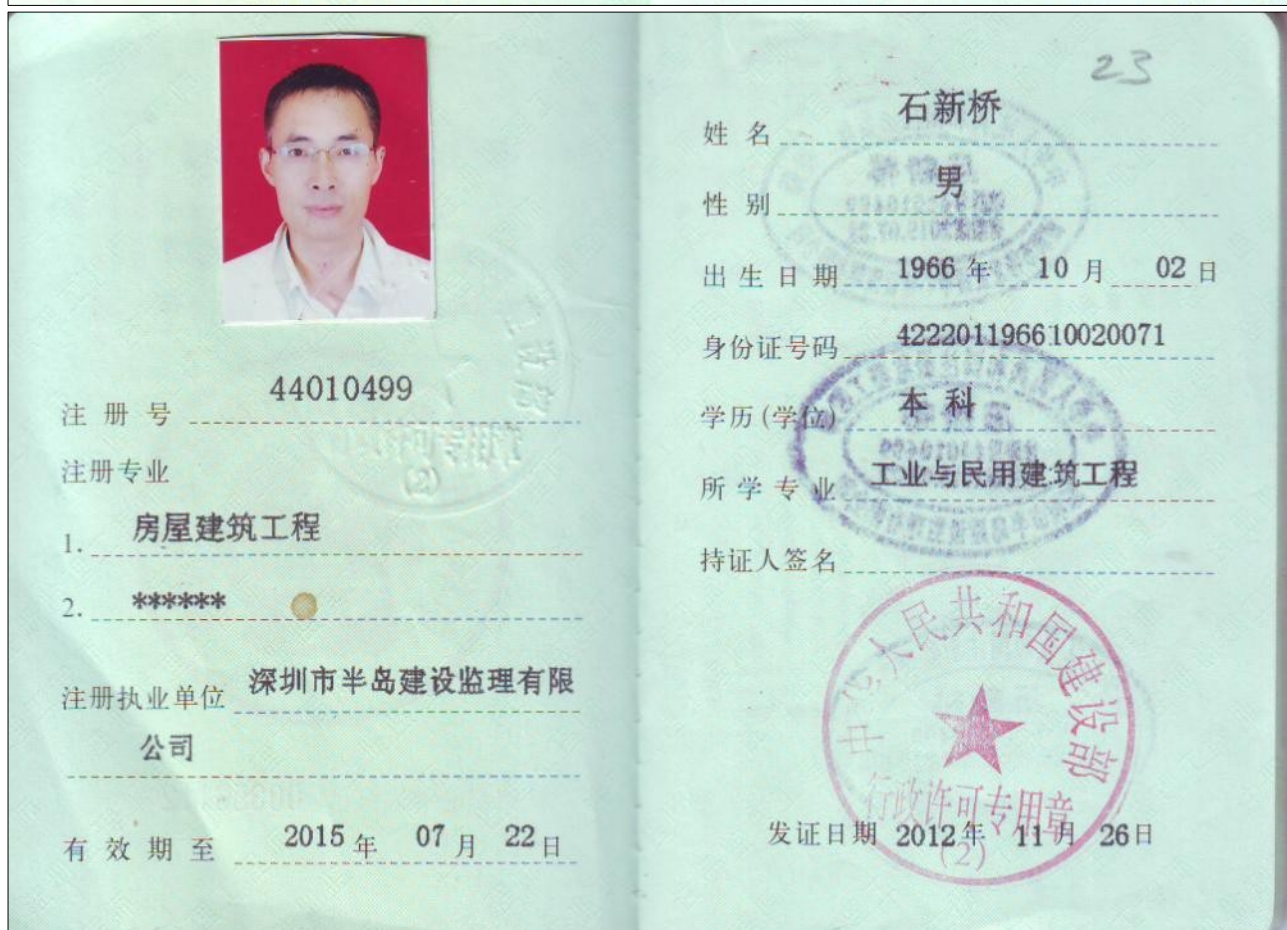 注册号 44010499
注册专业
1. 房屋建筑工程
2. ******
注册执业单位 深圳市半岛建设监理有限
公司
有效期至 2015年 07月 22日
23
姓名 石新桥
性别 男
出生日期 1966年 10月 02日
身份证号码 422201196610020071
学历(学位) 本科
所学专业 工业与民用建筑工程
持证人签名
中华人民共和国建设部
行政许可专用章
(2)
发证日期 2012年 11月 26日